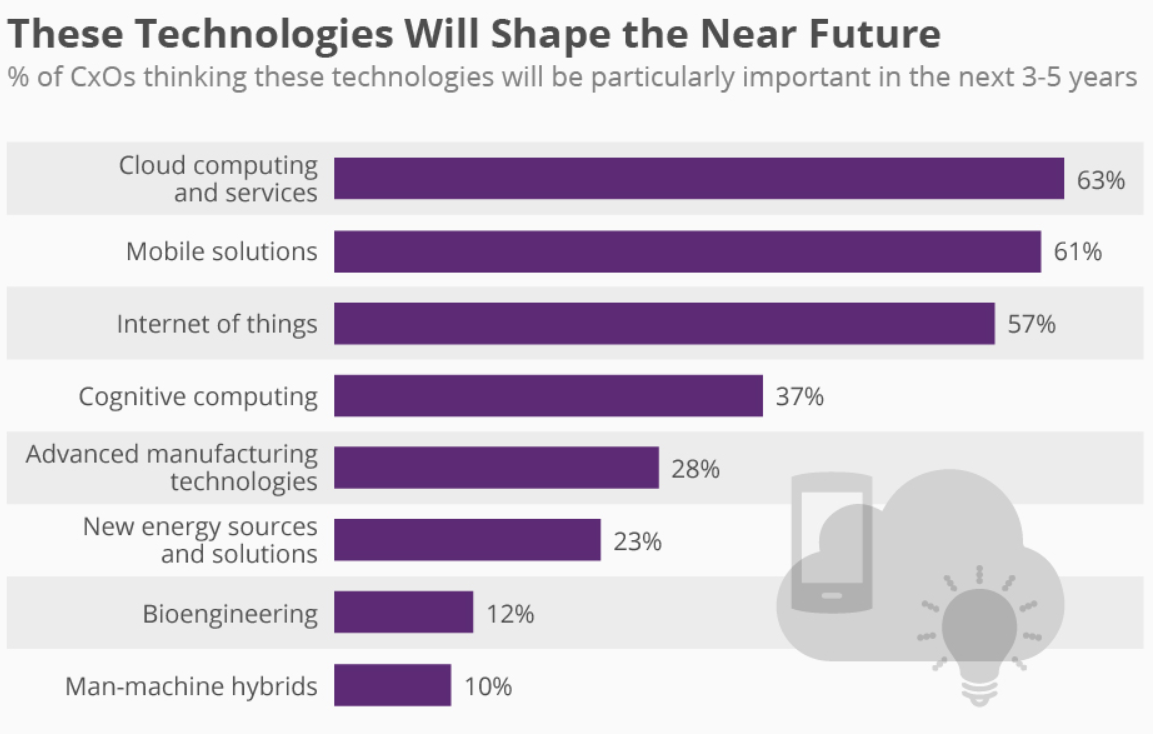 These Technologies Will Shape the Near Future
% of CxOs thinking these technologies will be particularly important in the next 3-5 years
Cloud computing
and services
63%
Mobile solutions
61%
Internet of things
57%
Cognitive computing
37%
Advanced manufacturing
technologies
28%
New energy sources
and solutions
23%
Bioengineering
12%
Man-machine hybrids
10%